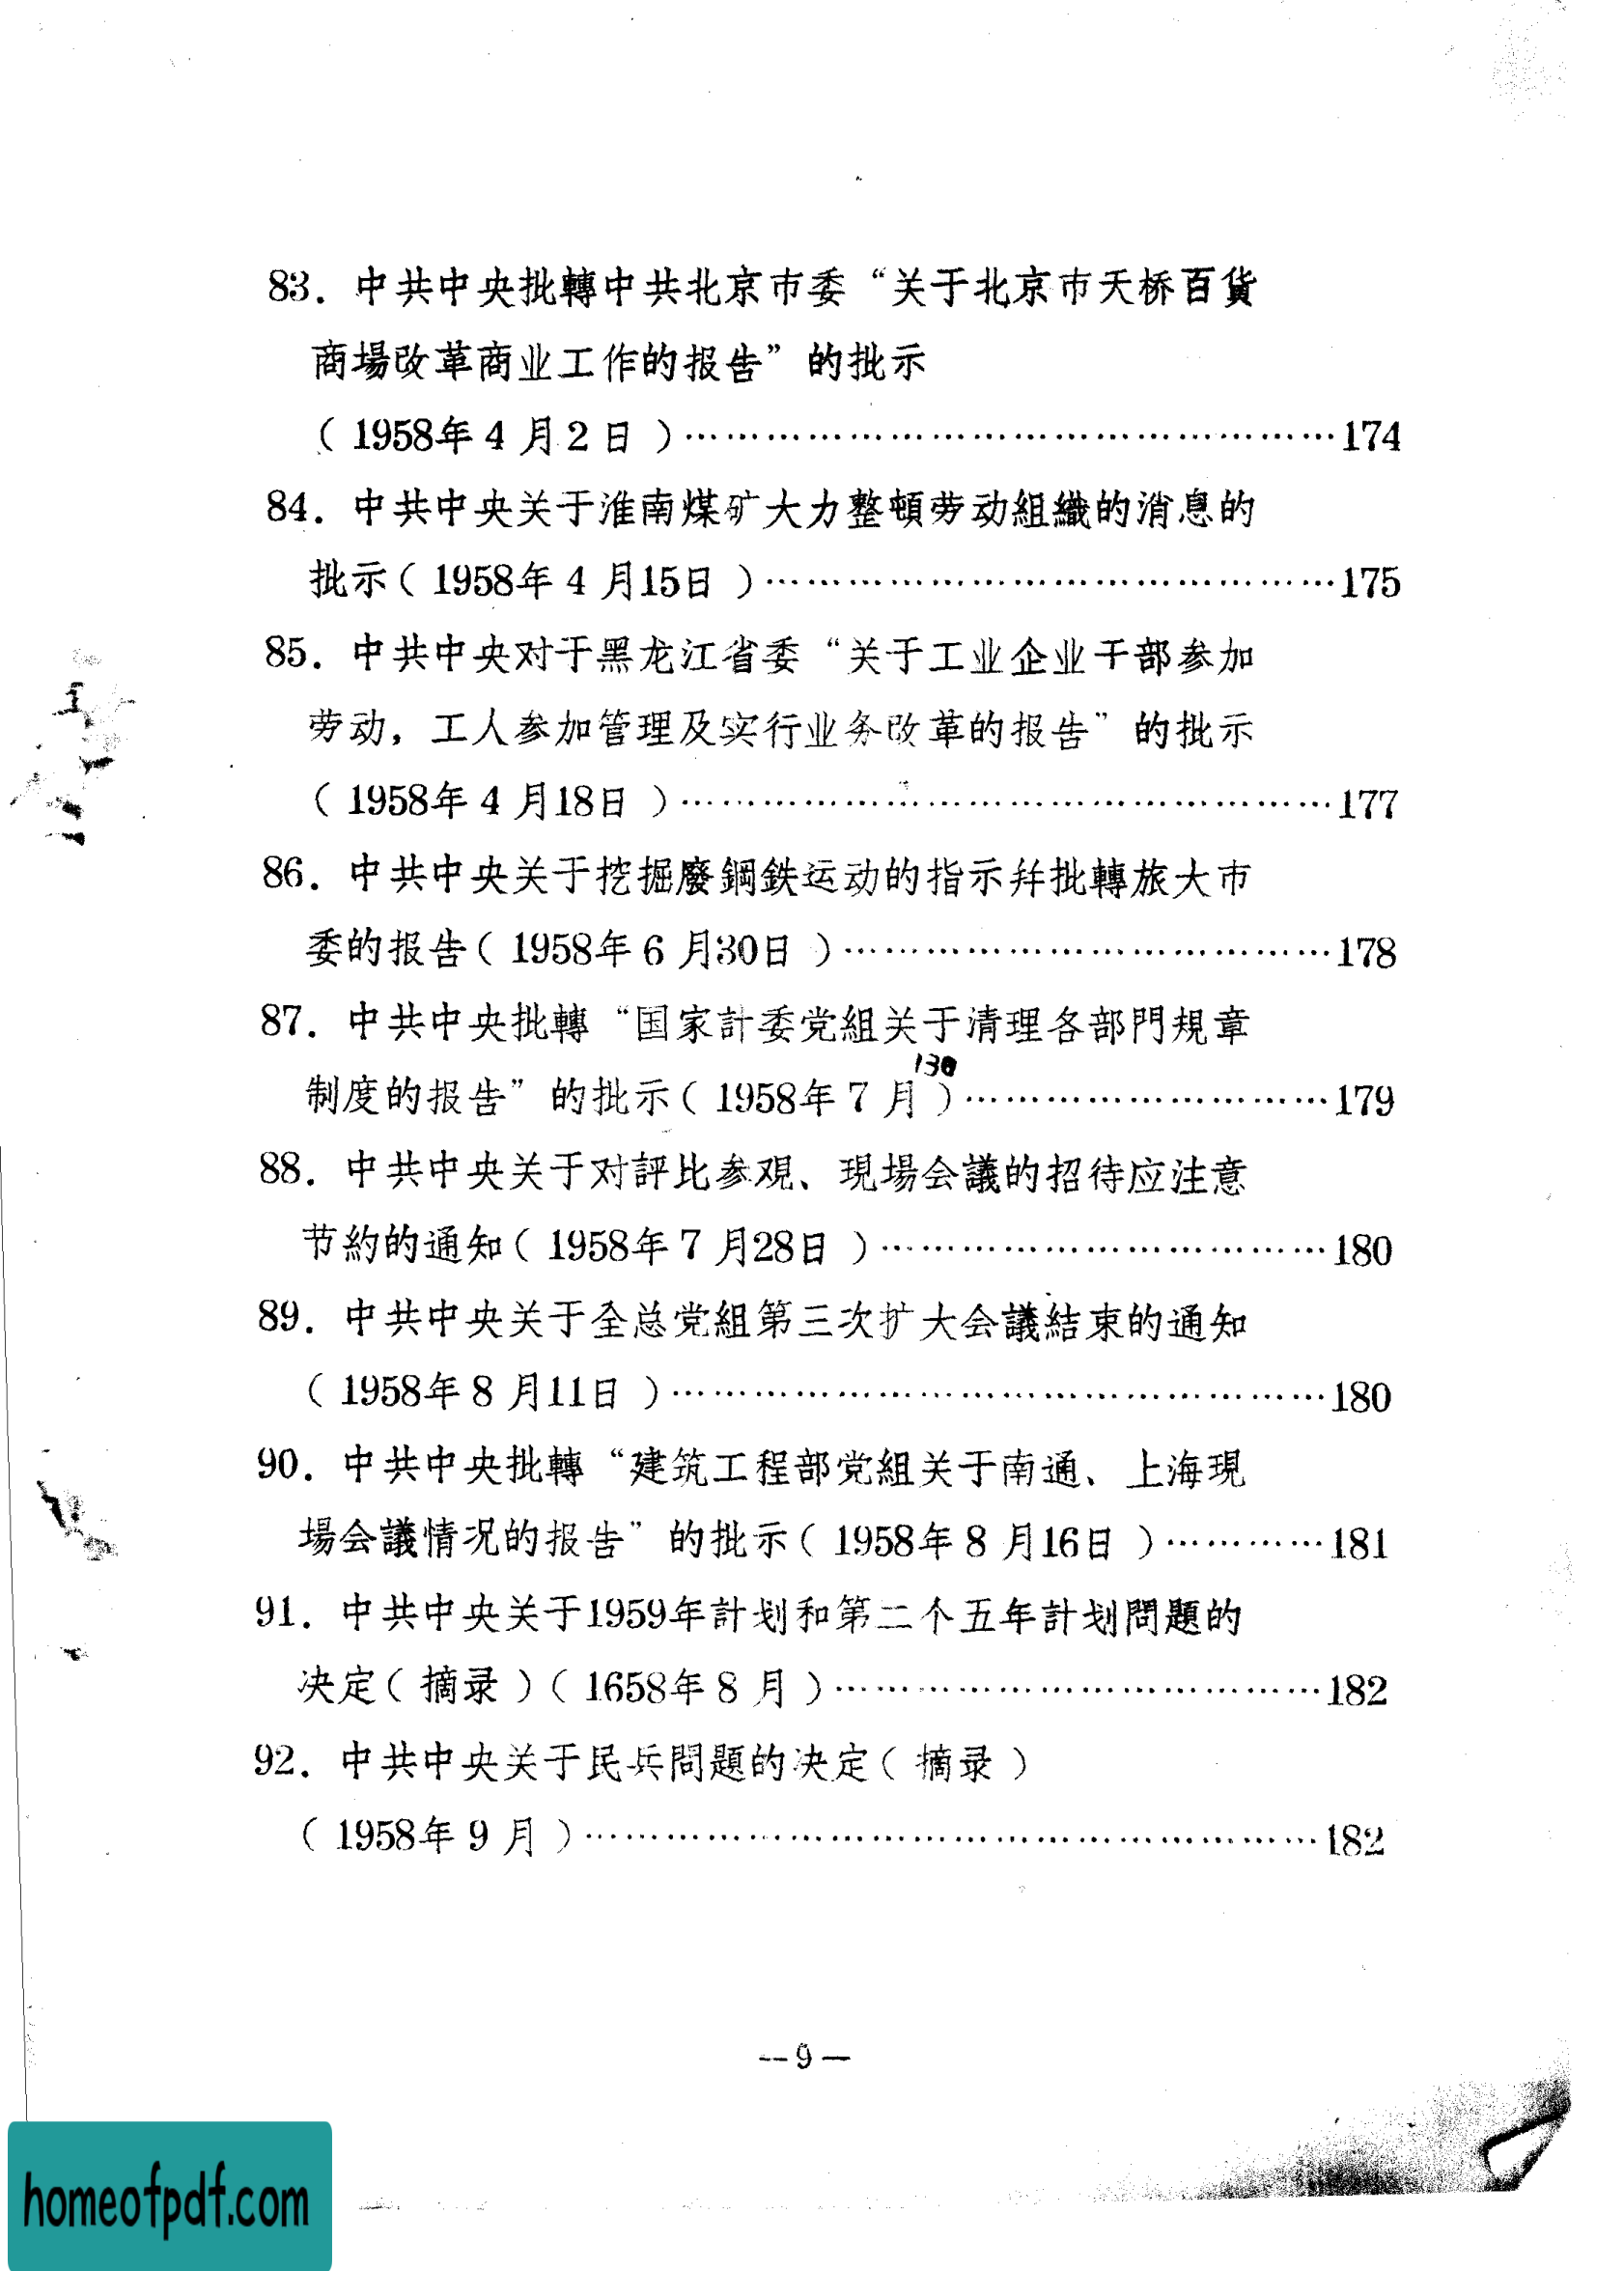 83. 中共中央批轉中共北京市委“关于北京市天桥百貨
商場改革商业工作的报告”的批示
(1958年4月2日)……………………………………………174
84. 中共中央关于淮南煤矿大力整頓劳动組織的消息的
批示(1958年4月15日)………………………………………175
85. 中共中央对于黑龙江省委“关于工业企业干部参加
劳动，工人参加管理及实行业务改革的报告”的批示
(1958年4月18日)……………………………………………177
86. 中共中央关于挖掘廢鋼鉄运动的指示幷批轉旅大市
委的报告(1958年6月30日)…………………………………178
87. 中共中央批轉“国家計委党組关于清理各部門規章
130
制度的报告”的批示(1958年7月)…………………………179
88. 中共中央关于对評比参观、現場会議的招待应注意
节約的通知(1958年7月28日)………………………………180
89. 中共中央关于全总党組第三次扩大会議結束的通知
(1958年8月11日)……………………………………………180
90. 中共中央批轉“建筑工程部党組关于南通、上海現
場会議情况的报告”的批示(1958年8月16日)…………181
91. 中共中央关于1959年計划和第二个五年計划問題的
决定(摘录)(1658年8月)…………………………………182
92. 中共中央关于民兵問題的决定(摘录)
(1958年9月)…………………………………………………182
—9—
homeofpdf.com